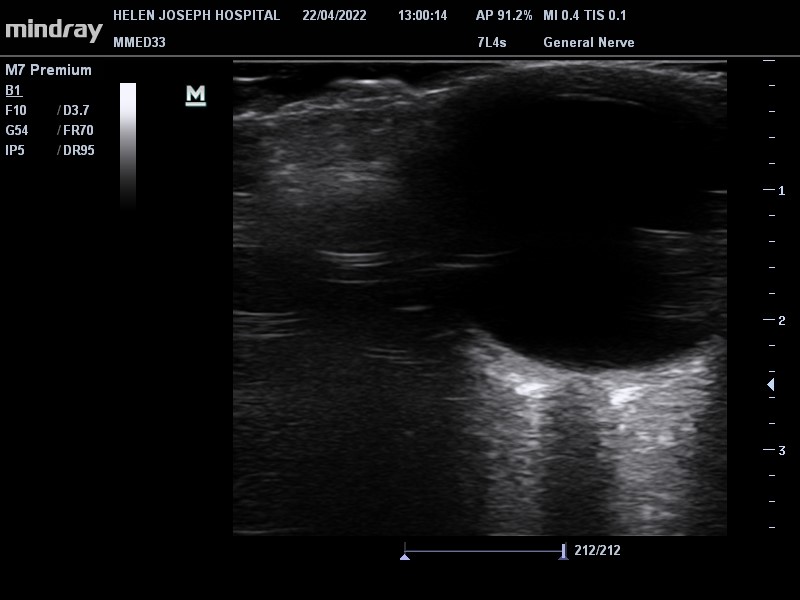 mindray
HELEN JOSEPH HOSPITAL 22/04/2022 13:00:14 AP 91.2% MI 0.4 TIS 0.1
MMED33 7L4s General Nerve
M7 Premium
B1
F10 / D3.7
G54 / FR70
IP5 / DR95
M
1
2
3
212/212